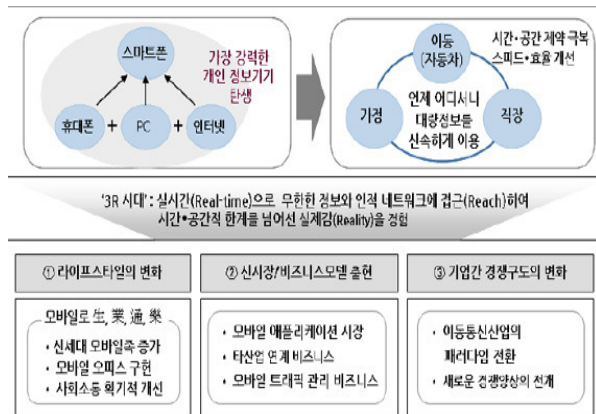 스마트폰
휴대폰 + PC + 인터넷
가장 강력한
개인 정보기기
탄생
이동
(자동차)
시간·공간 제약 극복
스피드·효율 개선
가정
직장
언제 어디서나
대량정보를
신속하게 이용
'3R 시대' : 실시간(Real-time)으로 무한한 정보와 인적 네트워크에 접근(Reach)하여
시간•공간적 한계를 넘어선 실제감(Reality)을 경험
① 라이프스타일의 변화
모바일로 生, 業, 通, 樂
• 신세대 모바일족 증가
• 모바일 오피스 구현
• 사회소통 획기적 개선
② 신시장/비즈니스모델 출현
• 모바일 애플리케이션 시장
• 타산업 연계 비즈니스
• 모바일 트래픽 관리 비즈니스
③ 기업간 경쟁구도의 변화
• 이동통신산업의
패러다임 전환
• 새로운 경쟁양상의 전개